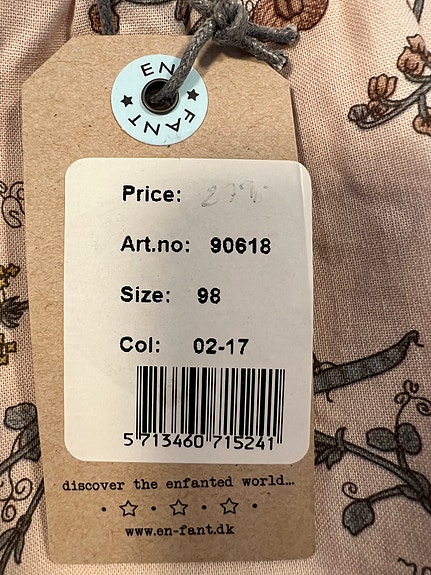 EN
FANT
Price:
Art.no: 90618
Size: 98
Col: 02-17
5 713460 715241
discover the enfanted world...
www.en-fant.dk